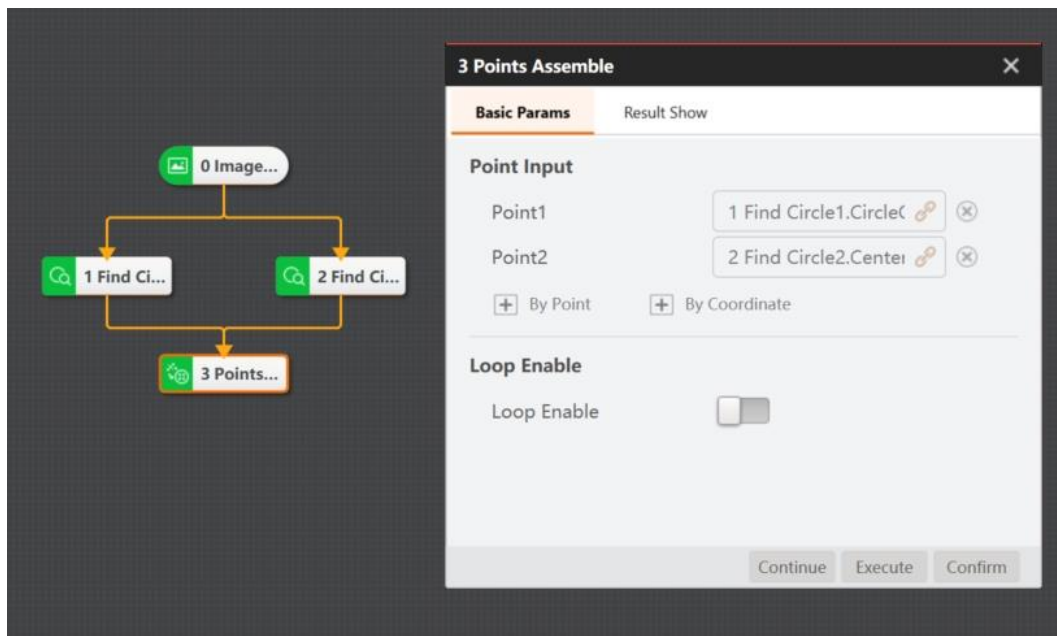 3 Points Assemble
Basic Params Result Show
0 Image...
Point Input
Point1 1 Find Circle1.Circle(
Point2 2 Find Circle2.Center
1 Find Ci... 2 Find Ci...
By Point By Coordinate
3 Points...
Loop Enable
Loop Enable
Continue Execute Confirm